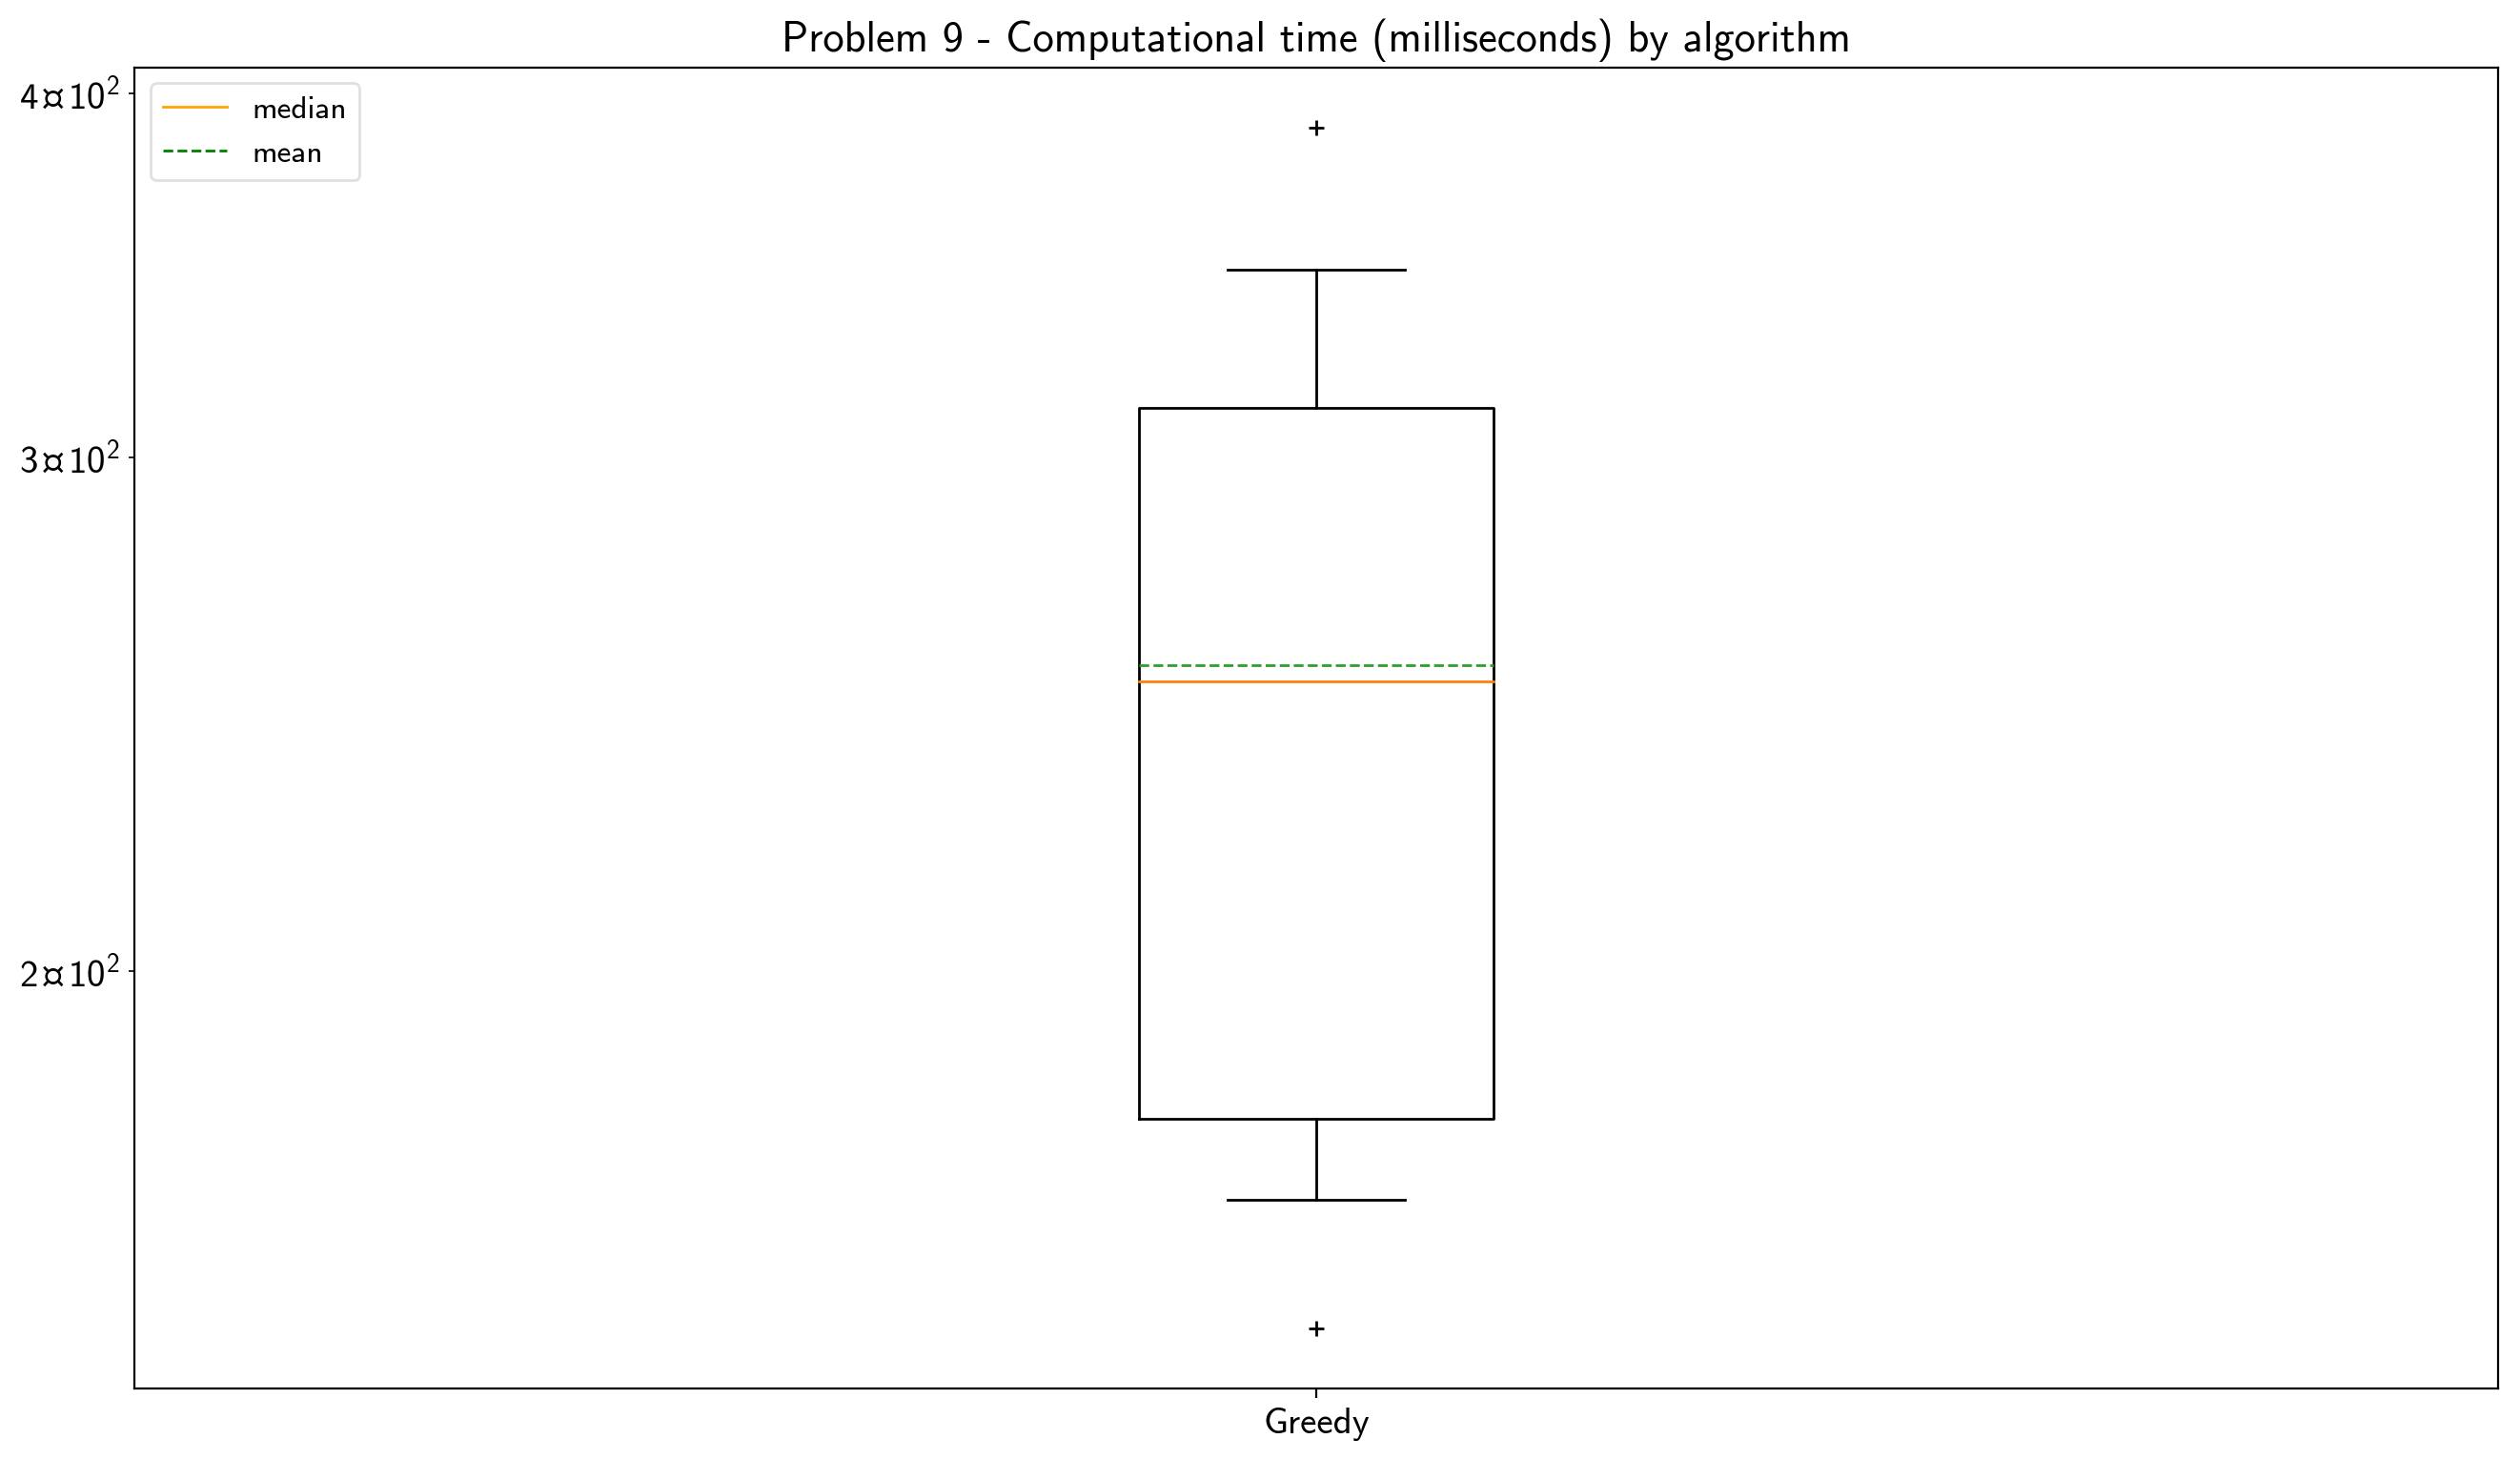 Problem 9 - Computational time (milliseconds) by algorithm
4¤10²
median
mean
3¤10²
2¤10²
Greedy